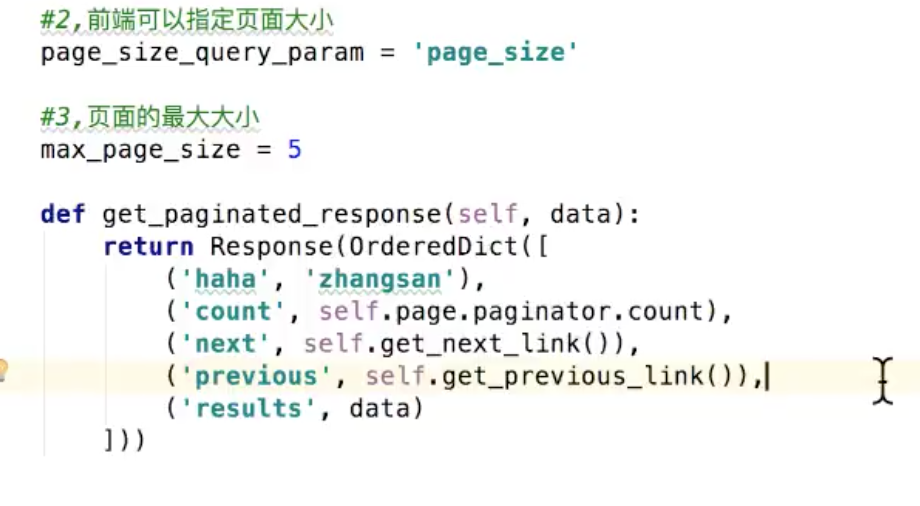 #2,前端可以指定页面大小
page_size_query_param = 'page_size'
#3,页面的最大大小
max_page_size = 5
def get_paginated_response(self, data):
return Response(OrderedDict([
('haha', 'zhangsan'),
('count', self.page.paginator.count),
('next', self.get_next_link()),
('previous', self.get_previous_link()),
('results', data)
]))